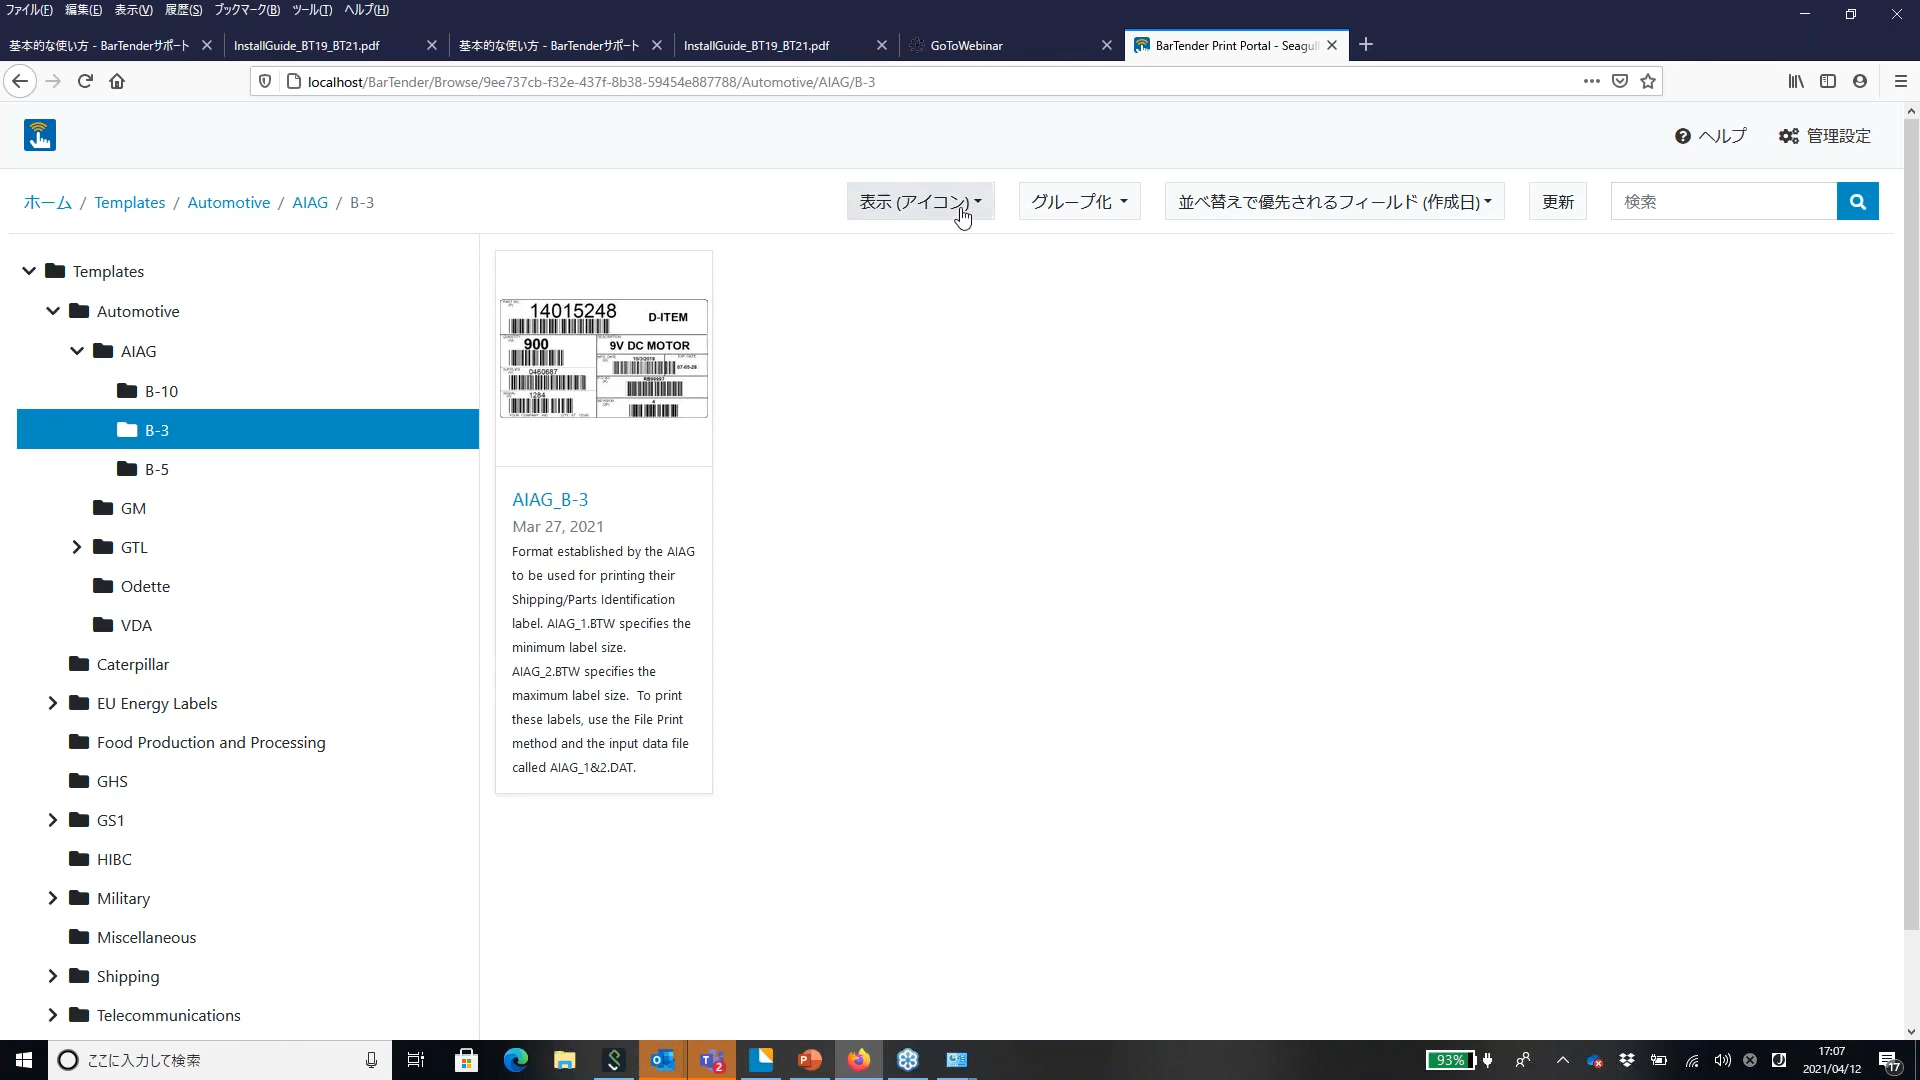 ファイル(F) 編集(E) 表示(V) 履歴(S) ブックマーク(B) ツール(T) ヘルプ(H)
基本的な使い方 - BarTenderサポート InstallGuide_BT19_BT21.pdf 基本的な使い方 - BarTenderサポート InstallGuide_BT19_BT21.pdf GoToWebinar BarTender Print Portal - Seagull
localhost/BarTender/Browse/9ee737cb-f32e-437f-8b38-59454e887788/Automotive/AIAG/B-3
ヘルプ 管理設定
ホーム / Templates / Automotive / AIAG / B-3
表示 (アイコン) グループ化 並べ替えで優先されるフィールド (作成日) 更新 検索
Templates
Automotive
AIAG
B-10
B-3
B-5
GM
GTL
Odette
VDA
Caterpillar
EU Energy Labels
Food Production and Processing
GHS
GS1
HIBC
Military
Miscellaneous
Shipping
Telecommunications
14015248 D-ITEM
900 9V DC MOTOR
10/3/2018 07-05-28
0460687
1284 4
AIAG_B-3
Mar 27, 2021
Format established by the AIAG
to be used for printing their
Shipping/Parts Identification
label. AIAG_1.BTW specifies the
minimum label size.
AIAG_2.BTW specifies the
maximum label size.  To print
these labels, use the File Print
method and the input data file
called AIAG_1&2.DAT.
ここに入力して検索
2
93%
17:07
2021/04/12
17